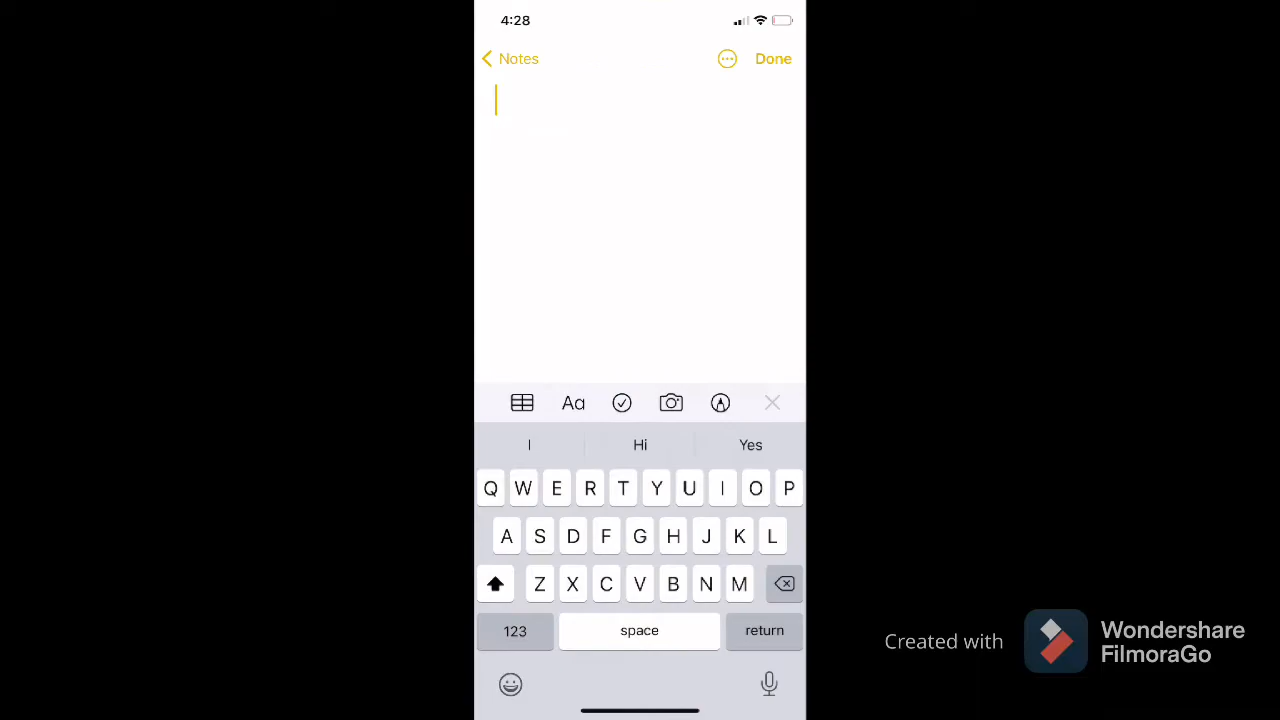 4:28
Notes
Done
Aa
I Hi Yes
Q W E R T Y U I O P
A S D F G H J K L
Z X C V B N M
123 space return
Created with
Wondershare
FilmoraGo